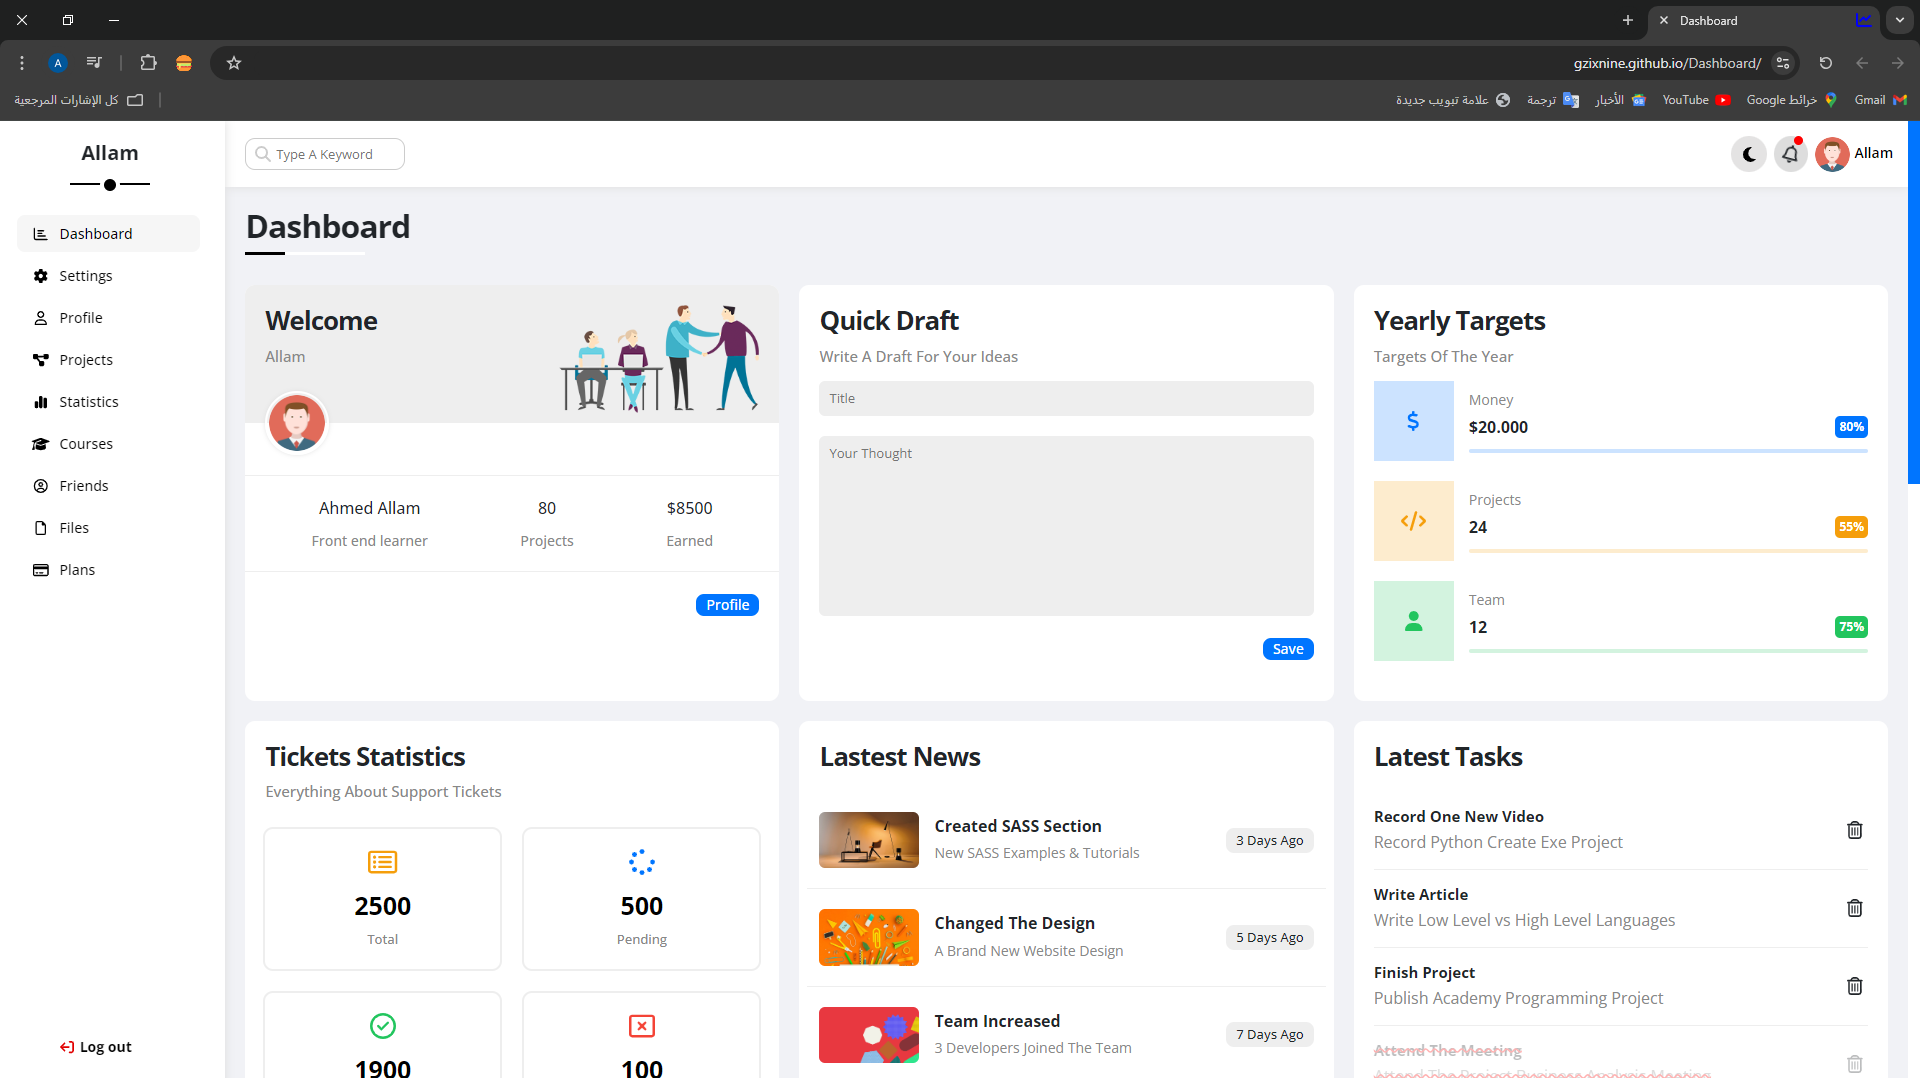 Dashboard
A
gzixnine.github.io/Dashboard/
كل الإشارات المرجعية
علامة تبويب جديدة
ترجمة
الأخبار
YouTube
خرائط Google
Gmail
Allam
Type A Keyword
Allam
Dashboard
Settings
Profile
Projects
Statistics
Courses
Friends
Files
Plans
Log out
Dashboard
Welcome
Allam
Ahmed Allam
Front end learner
80
Projects
$8500
Earned
Profile
Quick Draft
Write A Draft For Your Ideas
Title
Your Thought
Save
Yearly Targets
Targets Of The Year
Money
$20.000
80%
Projects
24
55%
Team
12
75%
Tickets Statistics
Everything About Support Tickets
2500
Total
500
Pending
1900
100
Lastest News
Created SASS Section
New SASS Examples & Tutorials
3 Days Ago
Changed The Design
A Brand New Website Design
5 Days Ago
Team Increased
3 Developers Joined The Team
7 Days Ago
Latest Tasks
Record One New Video
Record Python Create Exe Project
Write Article
Write Low Level vs High Level Languages
Finish Project
Publish Academy Programming Project
Attend The Meeting
Attend The Project Business Analysis Meeting